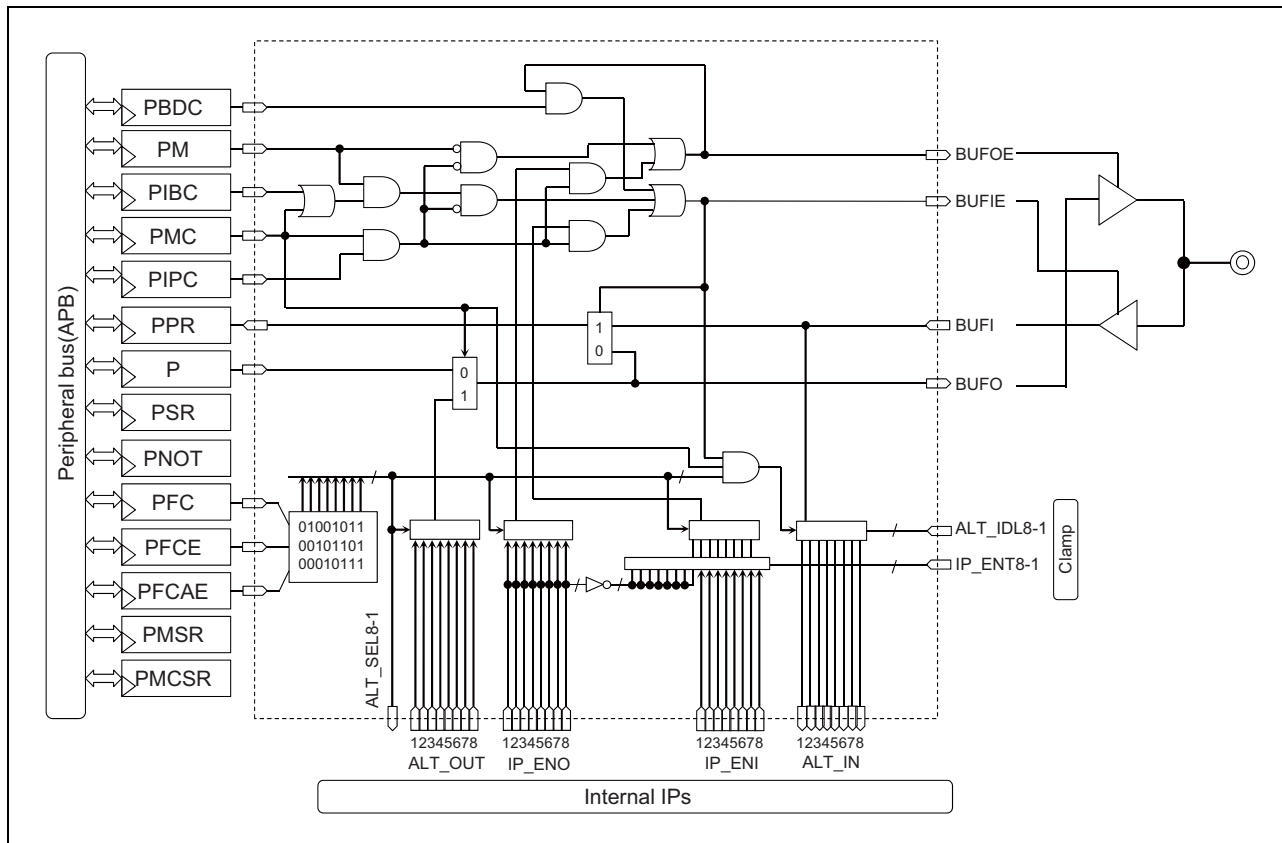 Peripheral bus(APB)
PBDC
PM
PIBC
PMC
PIPC
PPR
P
PSR
PNOT
PFC
PFCE
PFCAE
PMSR
PMCSR
BUFOE
BUFIE
BUFI
BUFO
1
0
0
1
01001011
00101101
00010111
ALT_IDL8-1
IP_ENT8-1
Clamp
ALT_SEL8-1
12345678
ALT_OUT
12345678
IP_ENO
12345678
IP_ENI
12345678
ALT_IN
Internal IPs